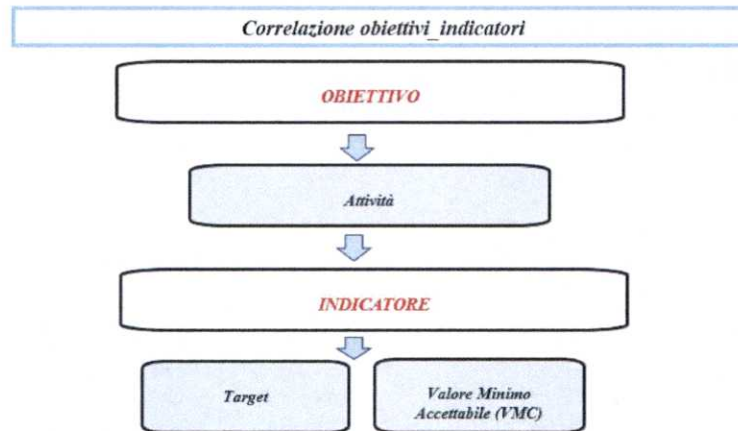 Correlazione obiettivi_indicatori
OBIETTIVO
Attività
INDICATORE
Target
Valore Minimo
Accettabile (VMC)